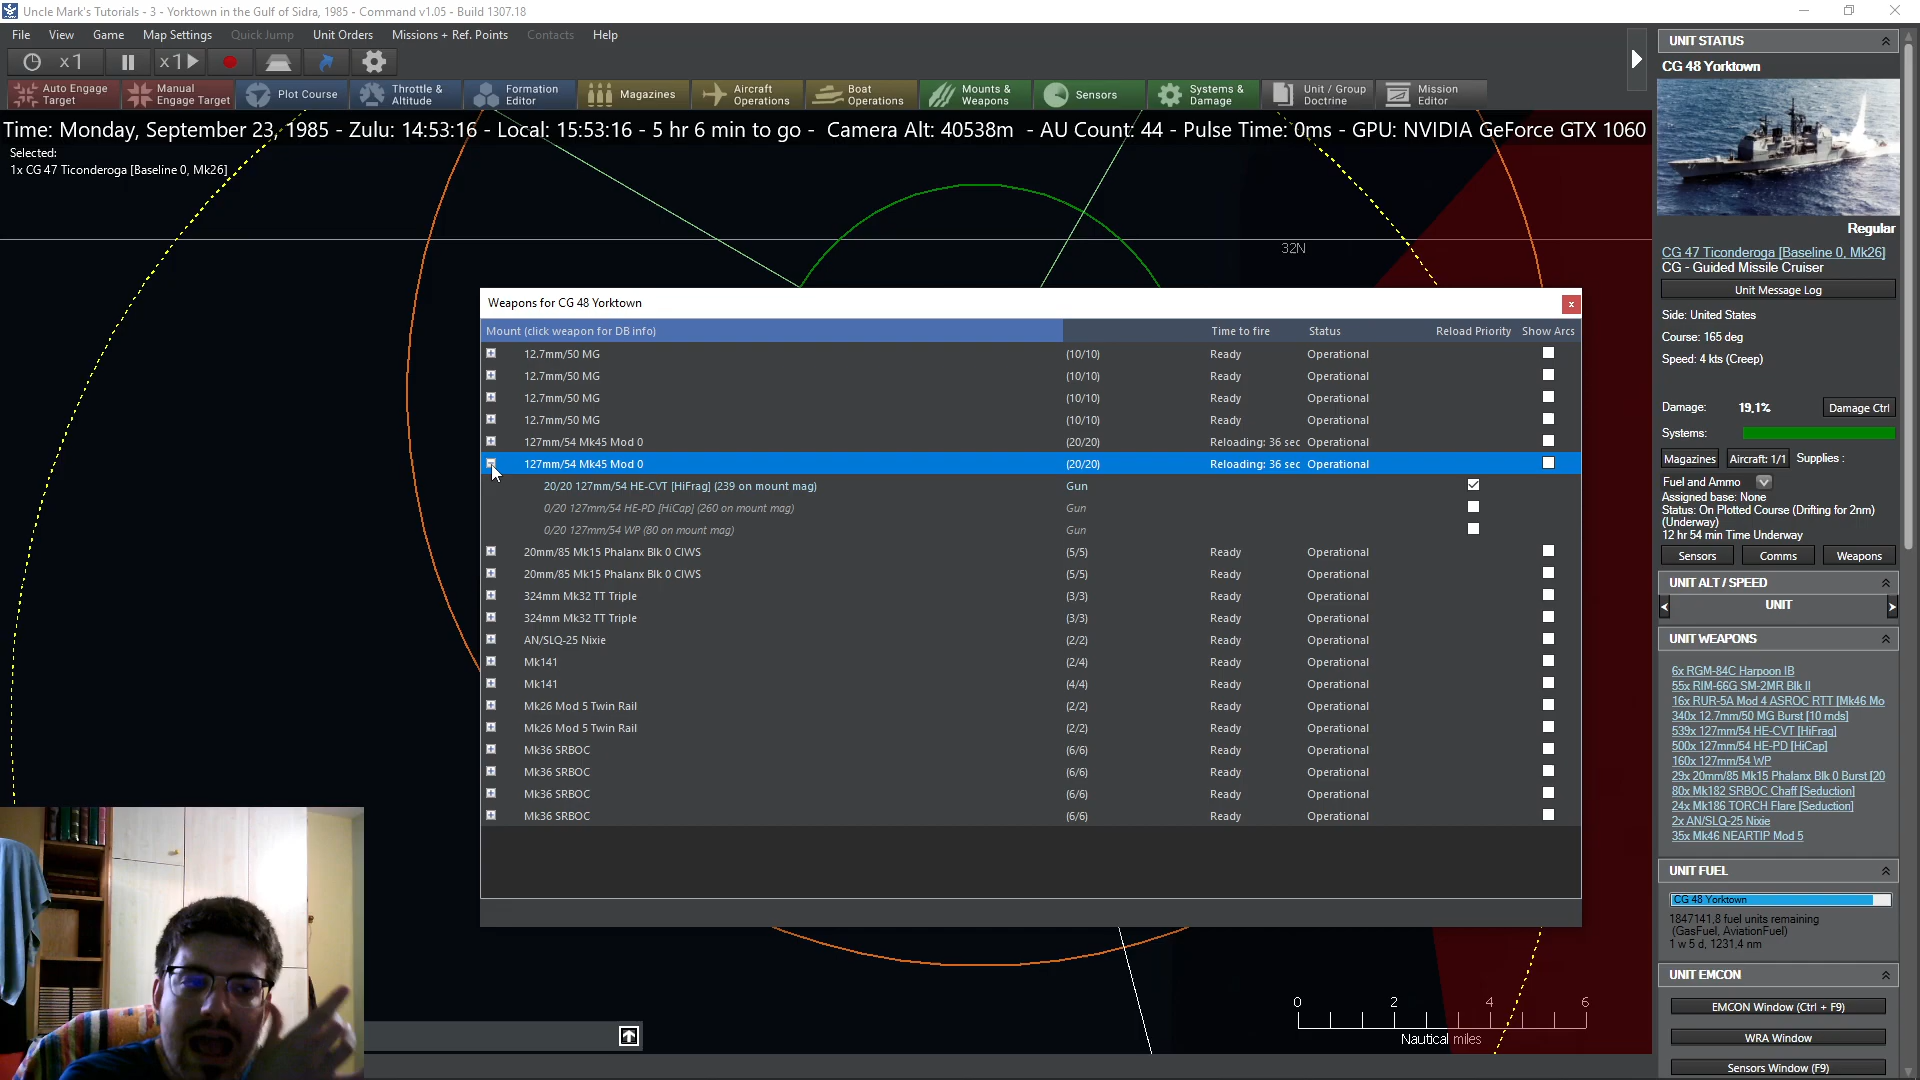 Uncle Mark's Tutorials - 3 - Yorktown in the Gulf of Sidra, 1985 - Command v1.05 - Build 1307.18
File View Game Map Settings Quick Jump Unit Orders Missions + Ref. Points Contacts Help
x1 x1
Auto Engage Target
Manual Engage Target
Plot Course
Throttle & Altitude
Formation Editor
Magazines
Aircraft Operations
Boat Operations
Mounts & Weapons
Sensors
Systems & Damage
Unit / Group Doctrine
Mission Editor
Time: Monday, September 23, 1985 - Zulu: 14:53:16 - Local: 15:53:16 - 5 hr 6 min to go - Camera Alt: 40538m - AU Count: 44 - Pulse Time: 0ms - GPU: NVIDIA GeForce GTX 1060
Selected:
1x CG 47 Ticonderoga [Baseline 0, Mk26]
32N
Weapons for CG 48 Yorktown
x
Mount (click weapon for DB info) Time to fire Status Reload Priority Show Arcs
12.7mm/50 MG (10/10) Ready Operational
12.7mm/50 MG (10/10) Ready Operational
12.7mm/50 MG (10/10) Ready Operational
12.7mm/50 MG (10/10) Ready Operational
127mm/54 Mk45 Mod 0 (20/20) Reloading: 36 sec Operational
127mm/54 Mk45 Mod 0 (20/20) Reloading: 36 sec Operational
20/20 127mm/54 HE-CVT [HiFrag] (239 on mount mag) Gun
0/20 127mm/54 HE-PD [HiCap] (260 on mount mag) Gun
0/20 127mm/54 WP (80 on mount mag) Gun
20mm/85 Mk15 Phalanx Blk 0 CIWS (5/5) Ready Operational
20mm/85 Mk15 Phalanx Blk 0 CIWS (5/5) Ready Operational
324mm Mk32 TT Triple (3/3) Ready Operational
324mm Mk32 TT Triple (3/3) Ready Operational
AN/SLQ-25 Nixie (2/2) Ready Operational
Mk141 (2/4) Ready Operational
Mk141 (4/4) Ready Operational
Mk26 Mod 5 Twin Rail (2/2) Ready Operational
Mk26 Mod 5 Twin Rail (2/2) Ready Operational
Mk36 SRBOC (6/6) Ready Operational
Mk36 SRBOC (6/6) Ready Operational
Mk36 SRBOC (6/6) Ready Operational
Mk36 SRBOC (6/6) Ready Operational
0 2 4 6
Nautical miles
UNIT STATUS
CG 48 Yorktown
Regular
CG 47 Ticonderoga [Baseline 0, Mk26]
CG - Guided Missile Cruiser
Unit Message Log
Side: United States
Course: 165 deg
Speed: 4 kts (Creep)
Damage: 19,1% Damage Ctrl
Systems:
Magazines Aircraft: 1/1 Supplies :
Fuel and Ammo
Assigned base: None
Status: On Plotted Course (Drifting for 2nm)
(Underway)
12 hr 54 min Time Underway
Sensors Comms Weapons
UNIT ALT / SPEED
< UNIT >
UNIT WEAPONS
6x RGM-84C Harpoon IB
55x RIM-66G SM-2MR Blk II
16x RUR-5A Mod 4 ASROC RTT [Mk46 Mo
340x 12.7mm/50 MG Burst [10 rnds]
539x 127mm/54 HE-CVT [HiFrag]
500x 127mm/54 HE-PD [HiCap]
160x 127mm/54 WP
29x 20mm/85 Mk15 Phalanx Blk 0 Burst [20
80x Mk182 SRBOC Chaff [Seduction]
24x Mk186 TORCH Flare [Seduction]
2x AN/SLQ-25 Nixie
35x Mk46 NEARTIP Mod 5
UNIT FUEL
CG 48 Yorktown
1847141,8 fuel units remaining
(GasFuel, AviationFuel)
1 w 5 d, 1231,4 nm
UNIT EMCON
EMCON Window (Ctrl + F9)
WRA Window
Sensors Window (F9)